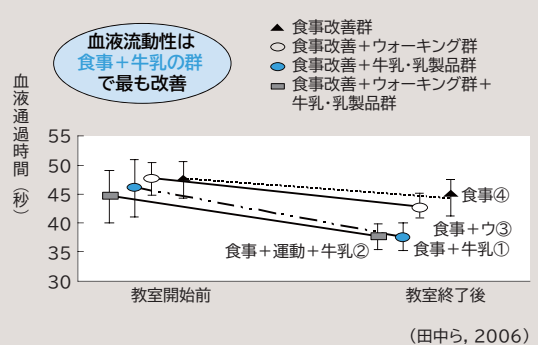 血液流動性は
食事＋牛乳の群
で最も改善
▲ 食事改善群
食事改善＋ウォーキング群
食事改善＋牛乳・乳製品群
食事改善＋ウォーキング群＋
牛乳・乳製品群
血液通過時間（秒）
55
50
45
40
35
30
食事④
食事＋ウ③
食事＋牛乳①
食事＋運動＋牛乳②
教室開始前
教室終了後
（田中ら, 2006）